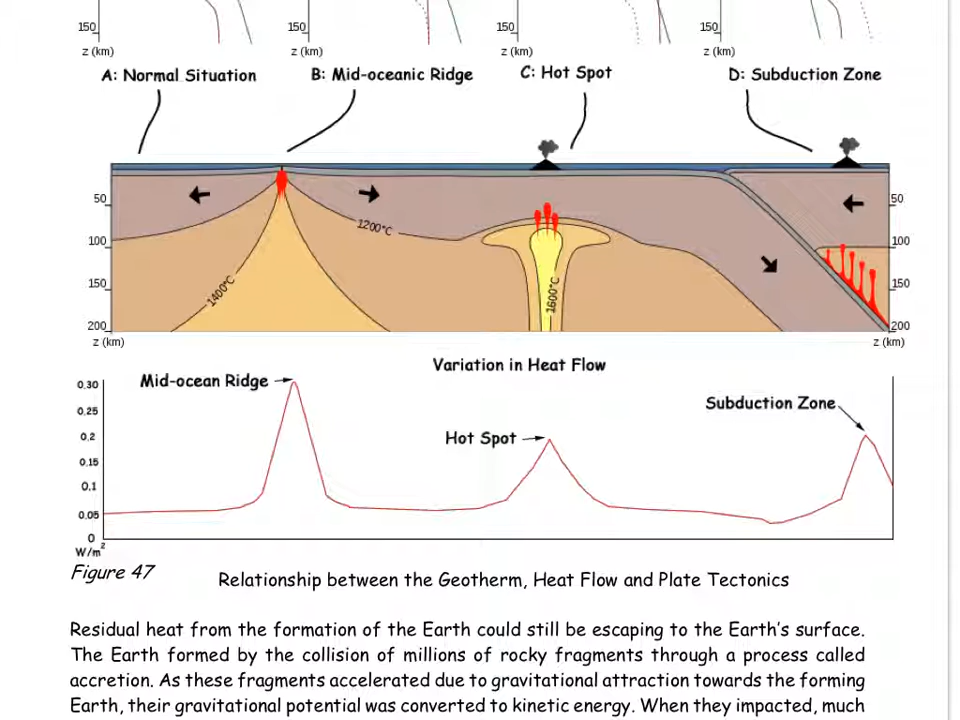 150 150 150 150
z (km) z (km) z (km) z (km)
A: Normal Situation B: Mid-oceanic Ridge C: Hot Spot D: Subduction Zone
50 50
1200°C
100 100
1400°C 1600°C
150 150
200 200
z (km) z (km)
Variation in Heat Flow
Mid-ocean Ridge
0.30
0.25
Subduction Zone
0.2
Hot Spot
0.15
0.1
0.05
0
W/m²
Figure 47
Relationship between the Geotherm, Heat Flow and Plate Tectonics
Residual heat from the formation of the Earth could still be escaping to the Earth's surface.
The Earth formed by the collision of millions of rocky fragments through a process called
accretion. As these fragments accelerated due to gravitational attraction towards the forming
Earth, their gravitational potential was converted to kinetic energy. When they impacted, much